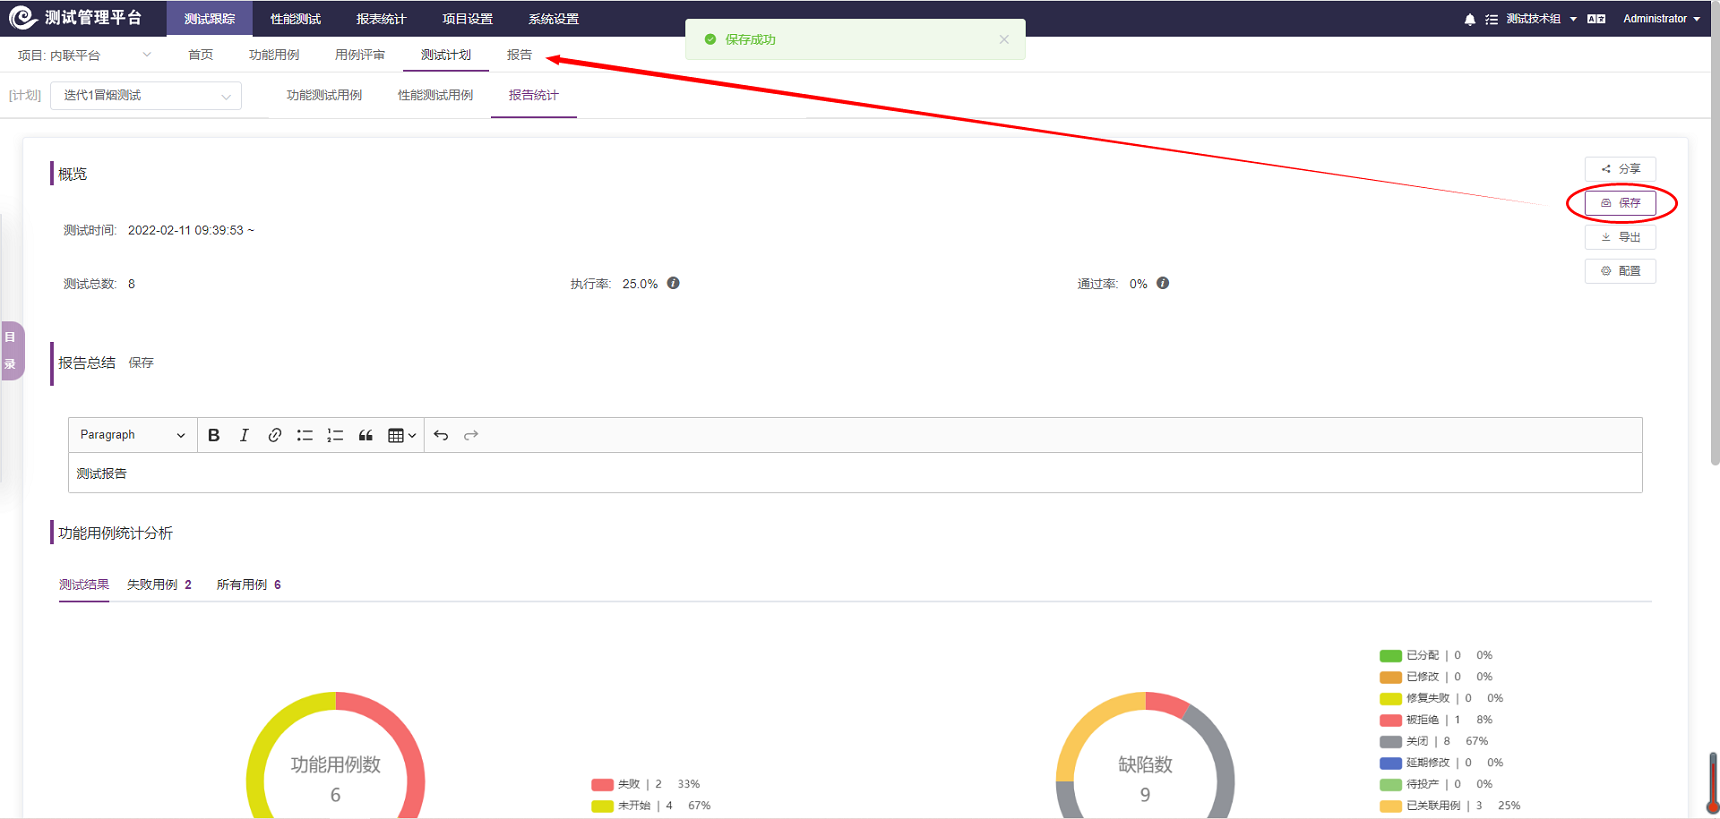 测试管理平台 测试跟踪 性能测试 报表统计 项目设置 系统设置 测试技术组 Administrator
保存成功
项目: 内联平台 首页 功能用例 用例评审 测试计划 报告
[计划] 迭代1冒烟测试 功能测试用例 性能测试用例 报告统计
概览
分享
保存
导出
配置
测试时间: 2022-02-11 09:39:53 ~
测试总数: 8 执行率: 25.0% 通过率: 0%
目录
报告总结 保存
Paragraph
测试报告
功能用例统计分析
测试结果 失败用例 2 所有用例 6
功能用例数
6
失败 | 2 33%
未开始 | 4 67%
缺陷数
9
已分配 | 0 0%
已修改 | 0 0%
修复失败 | 0 0%
被拒绝 | 1 8%
关闭 | 8 67%
延期修改 | 0 0%
待投产 | 0 0%
已关联用例 | 3 25%